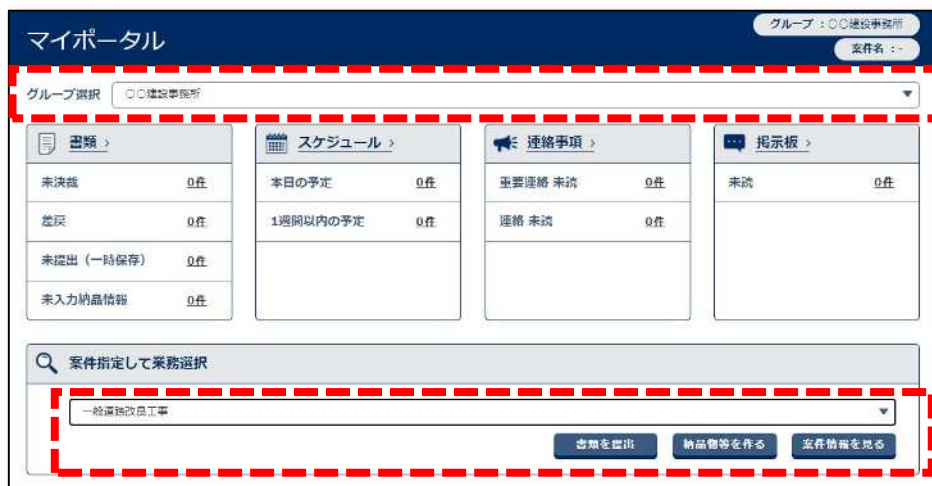 マイポータル
グループ：〇〇建設事務所
案件名：-
グループ選択 〇〇建設事務所
書類 >
未決裁 0件
差戻 0件
未提出（一時保存） 0件
未入力納品情報 0件
スケジュール >
本日の予定 0件
1週間以内の予定 0件
連絡事項 >
重要連絡 未読 0件
連絡 未読 0件
掲示板 >
未読 0件
案件指定して業務選択
一般道路改良工事
書類を提出 納品物等を作る 案件情報を見る